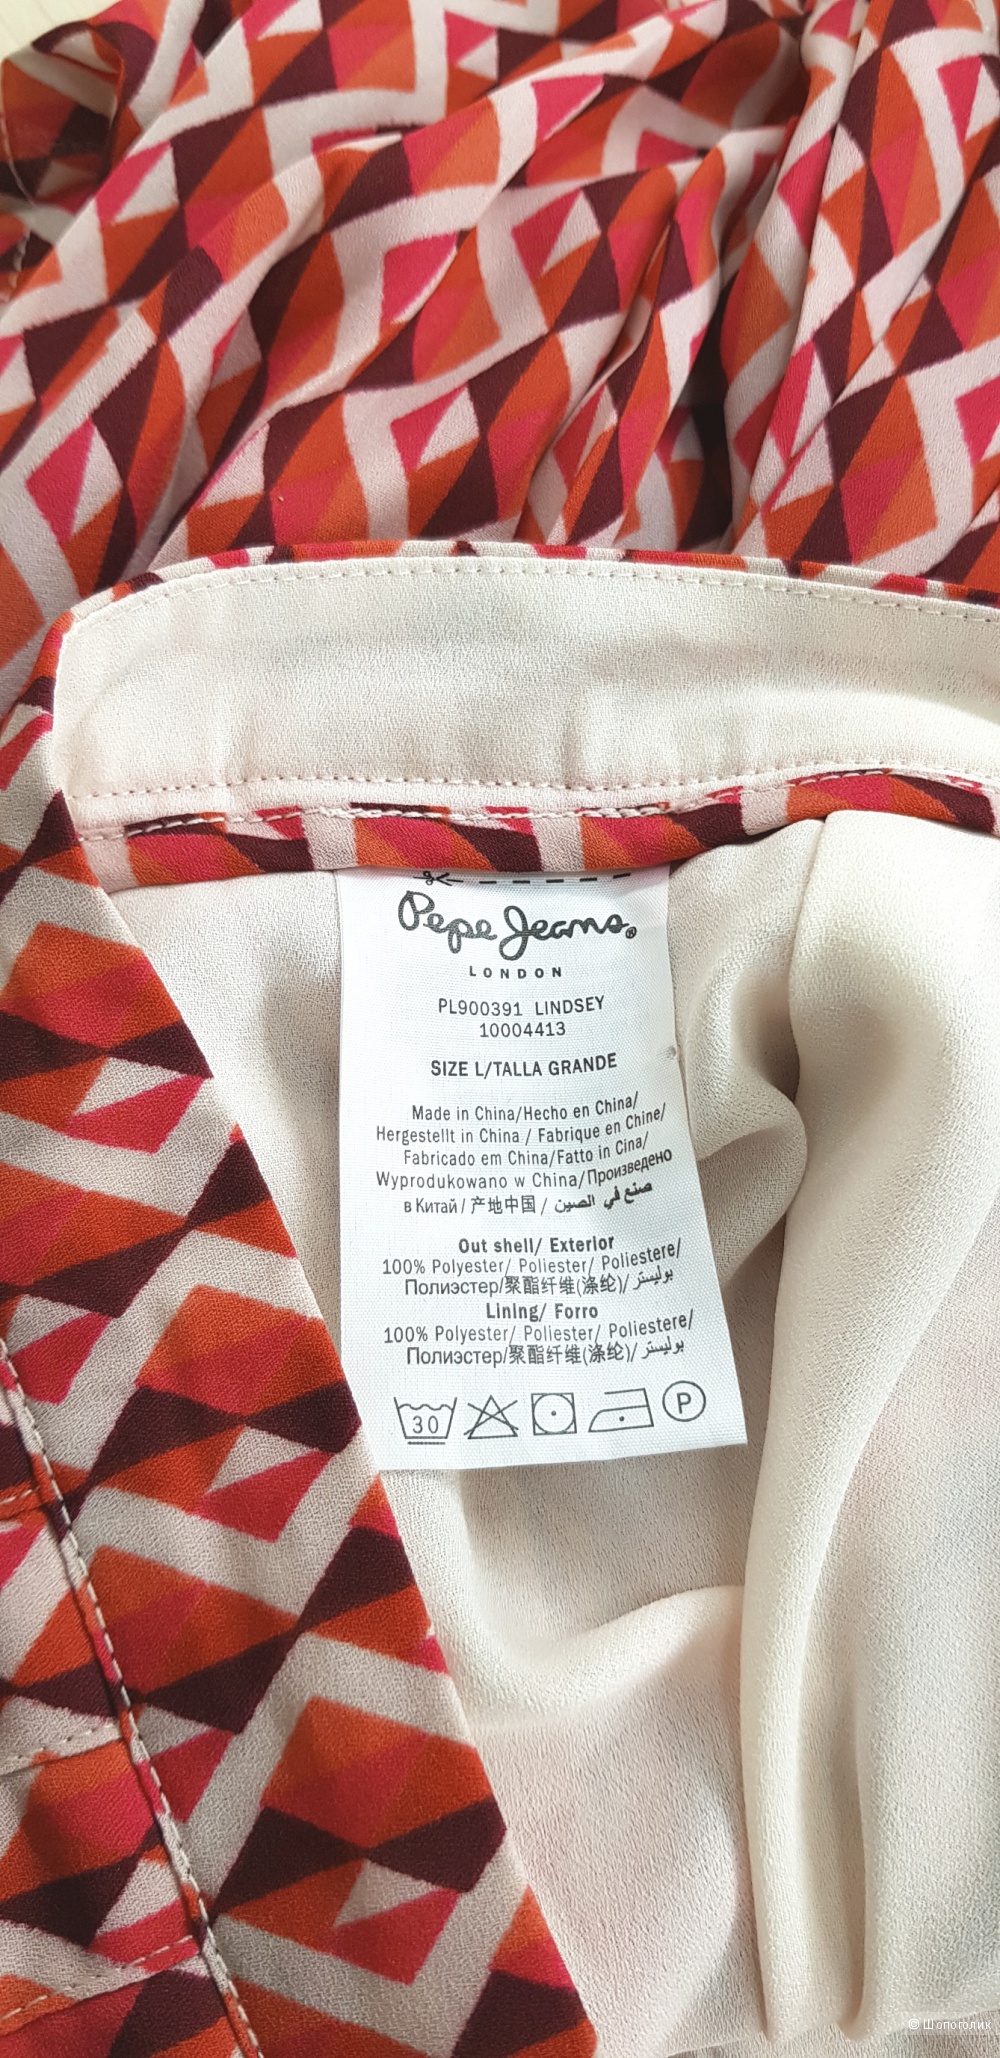 Pepe Jeans®
LONDON
PL900391 LINDSEY
10004413
SIZE L/TALLA GRANDE
Made in China/Hecho en China/
Hergestellt in China / Fabrique en Chine/
Fabricado em China/Fatto in Cina/
Wyprodukowano w China/Произведено
в Китай / 产地中国 / صنع في الصين
Out shell/ Exterior
100% Polyester/ Poliester/ Poliestere/
Полиэстер/聚酯纤维(涤纶)/ بوليستر
Lining/ Forro
100% Polyester/ Poliester/ Poliestere/
Полиэстер/聚酯纤维(涤纶)/ بوليستر
30 P
© Шопоголик